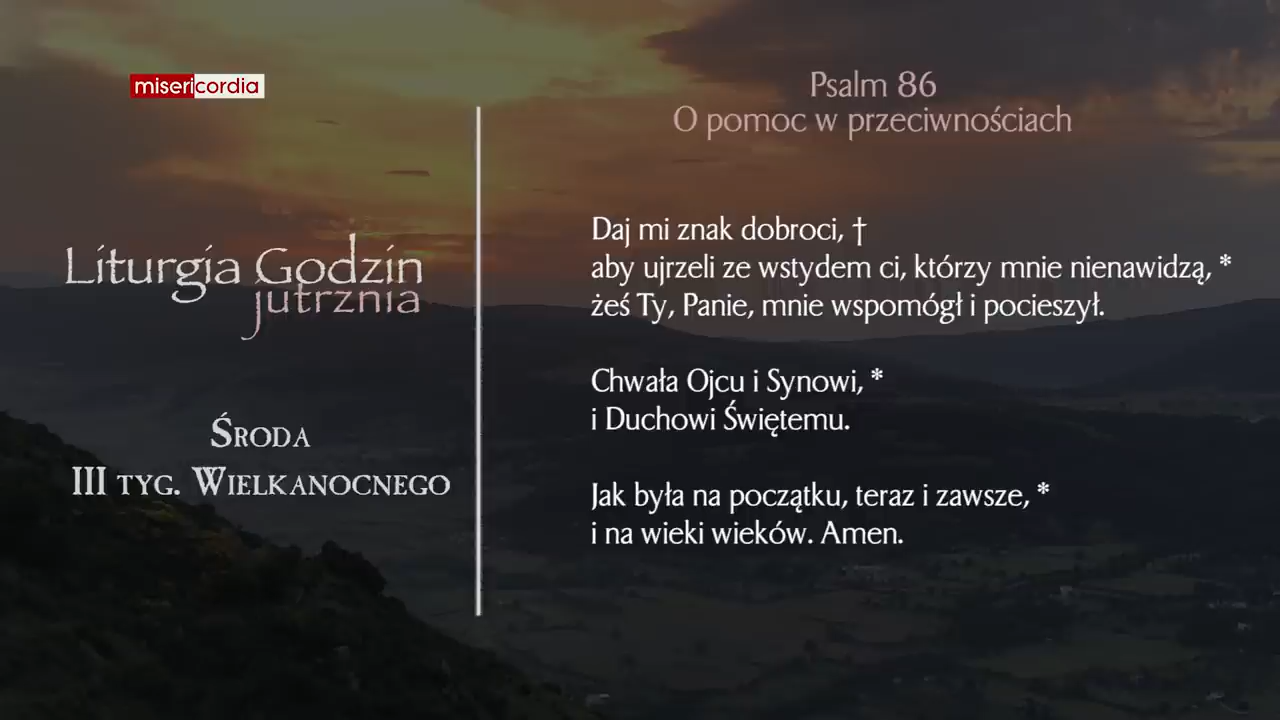 misericordia
Liturgia Godzin
jutrznia
Środa
III tyg. Wielkanocnego
Psalm 86
O pomoc w przeciwnościach
Daj mi znak dobroci, †
aby ujrzeli ze wstydem ci, którzy mnie nienawidzą, *
żeś Ty, Panie, mnie wspomógł i pocieszył.
Chwała Ojcu i Synowi, *
i Duchowi Świętemu.
Jak była na początku, teraz i zawsze, *
i na wieki wieków. Amen.